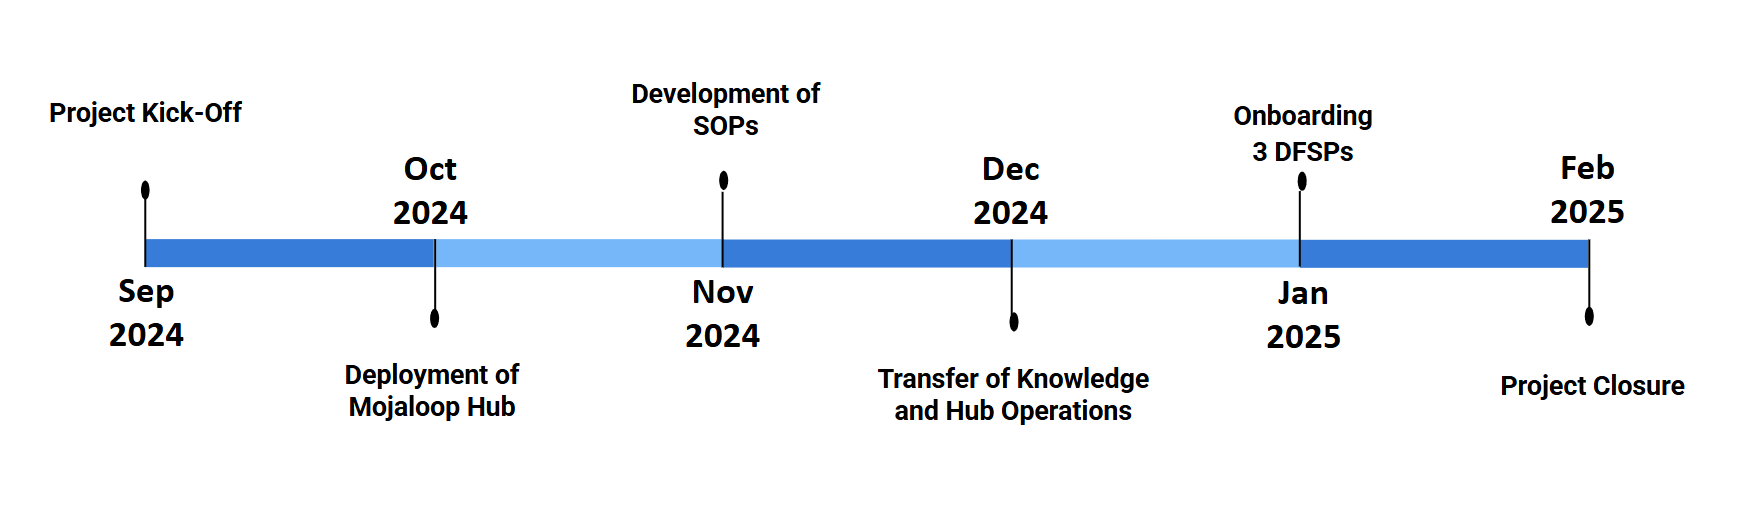 Project Kick-Off
Sep
2024
Oct
2024
Deployment of
Mojaloop Hub
Development of
SOPs
Nov
2024
Dec
2024
Transfer of Knowledge
and Hub Operations
Onboarding
3 DFSPs
Jan
2025
Feb
2025
Project Closure